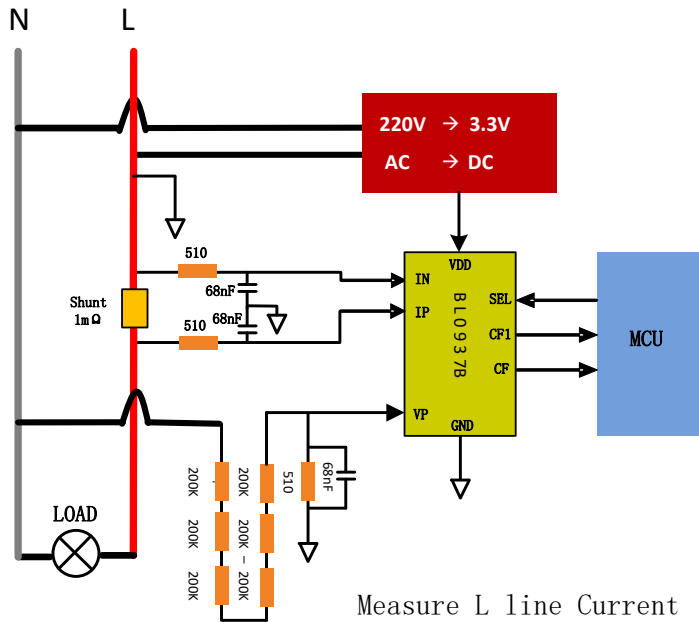 N L
220V → 3.3V
AC → DC
510
68nF
68nF
510
Shunt
1mΩ
VDD
IN
IP
VP
GND
SEL
CF1
CF
BL0937B
MCU
200K
200K
200K
200K
200K – 200K
510
68nF
LOAD
Measure L line Current